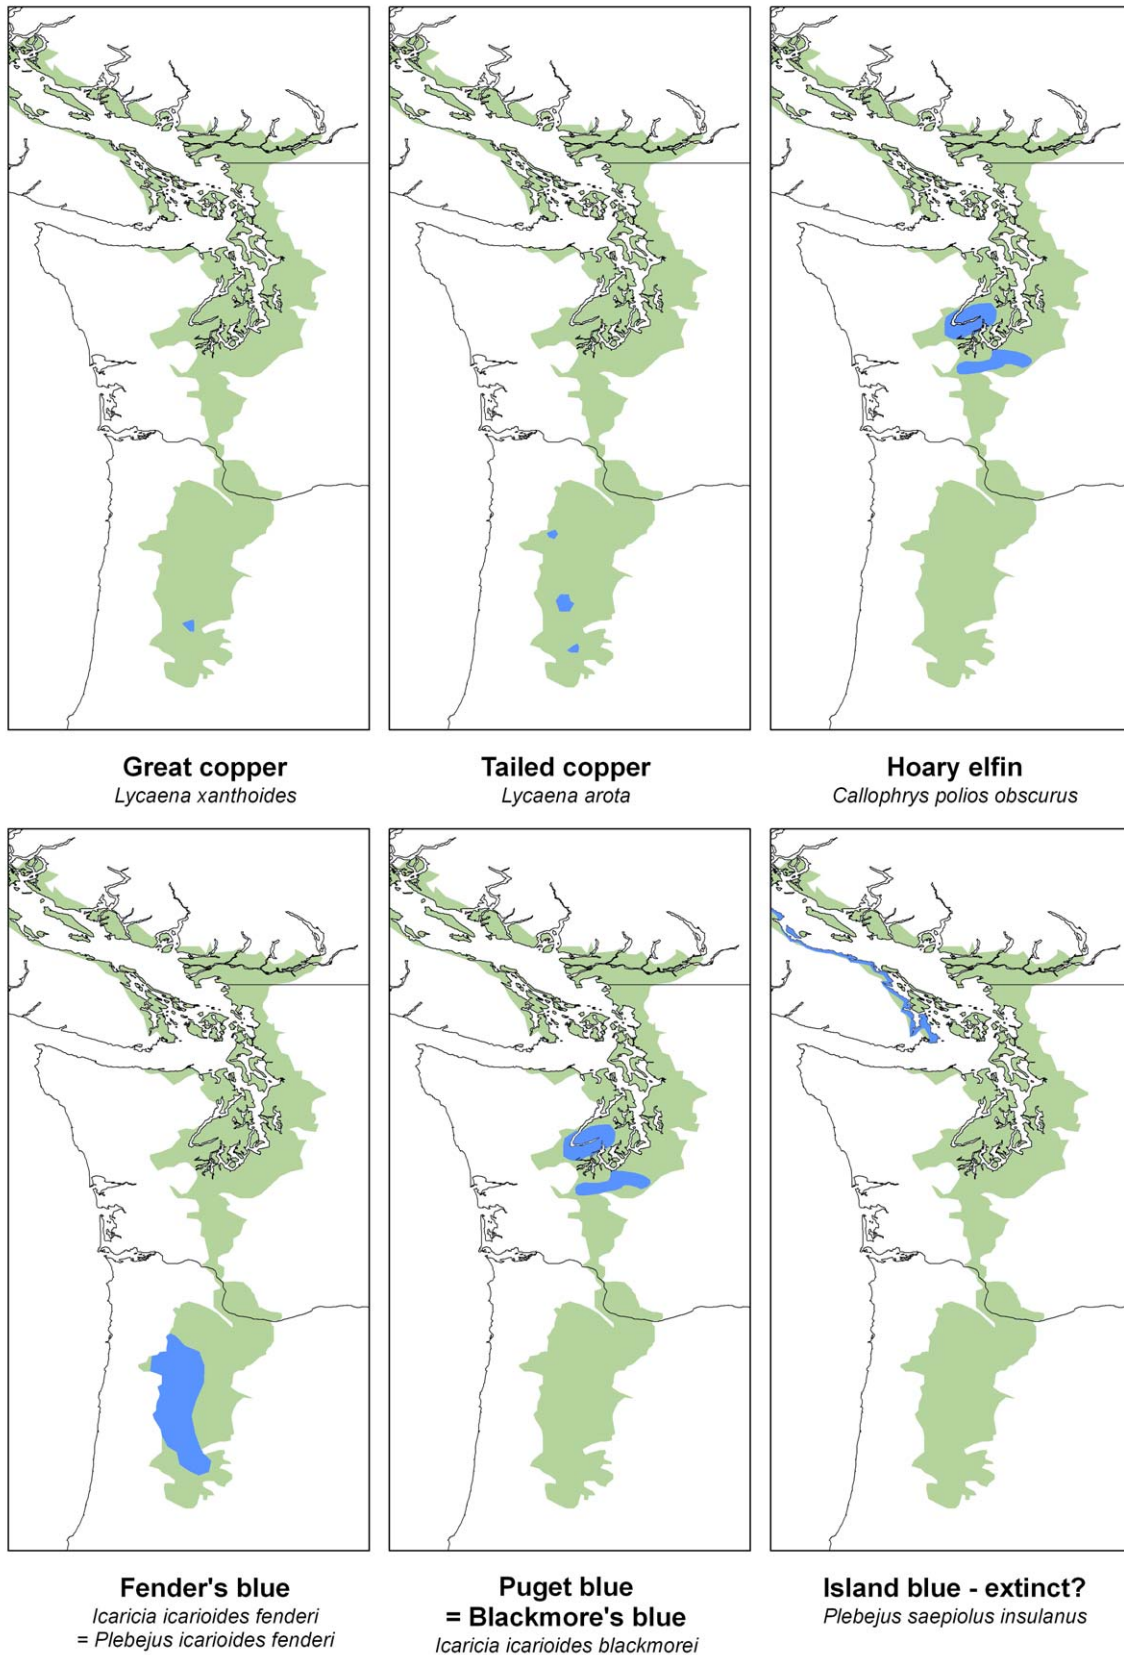 Great copper
Lycaena xanthoides
Tailed copper
Lycaena arota
Hoary elfin
Callophrys polios obscurus
Fender's blue
Icaricia icarioides fenderi
= Plebejus icarioides fenderi
Puget blue
= Blackmore's blue
Icaricia icarioides blackmorei
Island blue - extinct?
Plebejus saepiolus insulanus